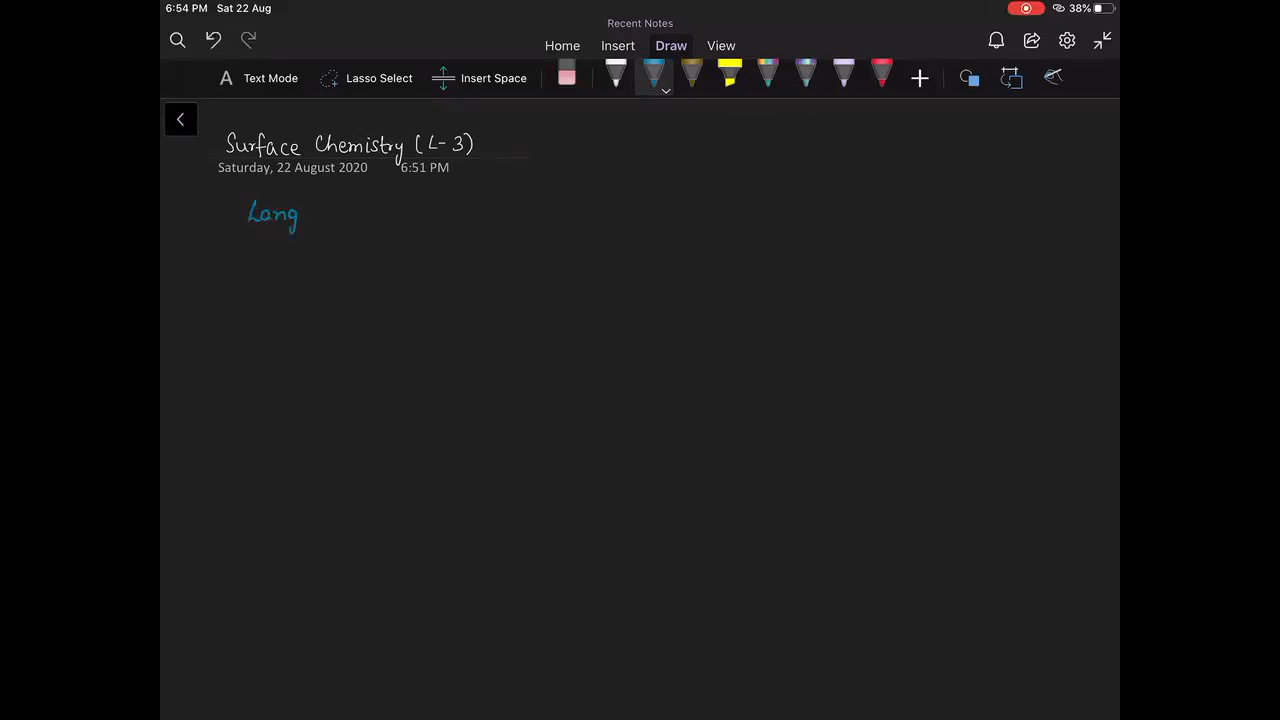 6:54 PM Sat 22 Aug 38%
Recent Notes
Home Insert Draw View
A Text Mode Lasso Select Insert Space
Surface Chemistry (L-3)
Saturday, 22 August 2020 6:51 PM
Lang